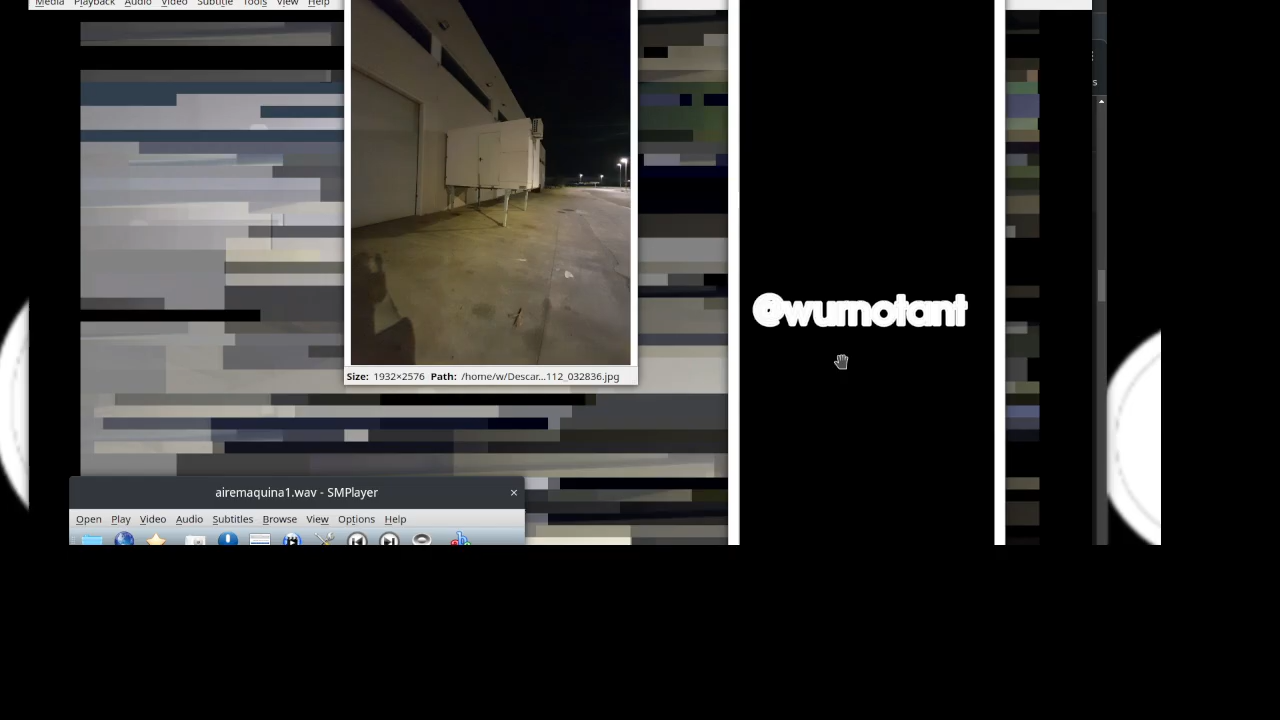 Media Playback Audio Video Subtitle Tools View Help
s
@wurnotant
Size: 1932×2576 Path: /home/w/Descar...112_032836.jpg
airemaquina1.wav - SMPlayer
Open Play Video Audio Subtitles Browse View Options Help